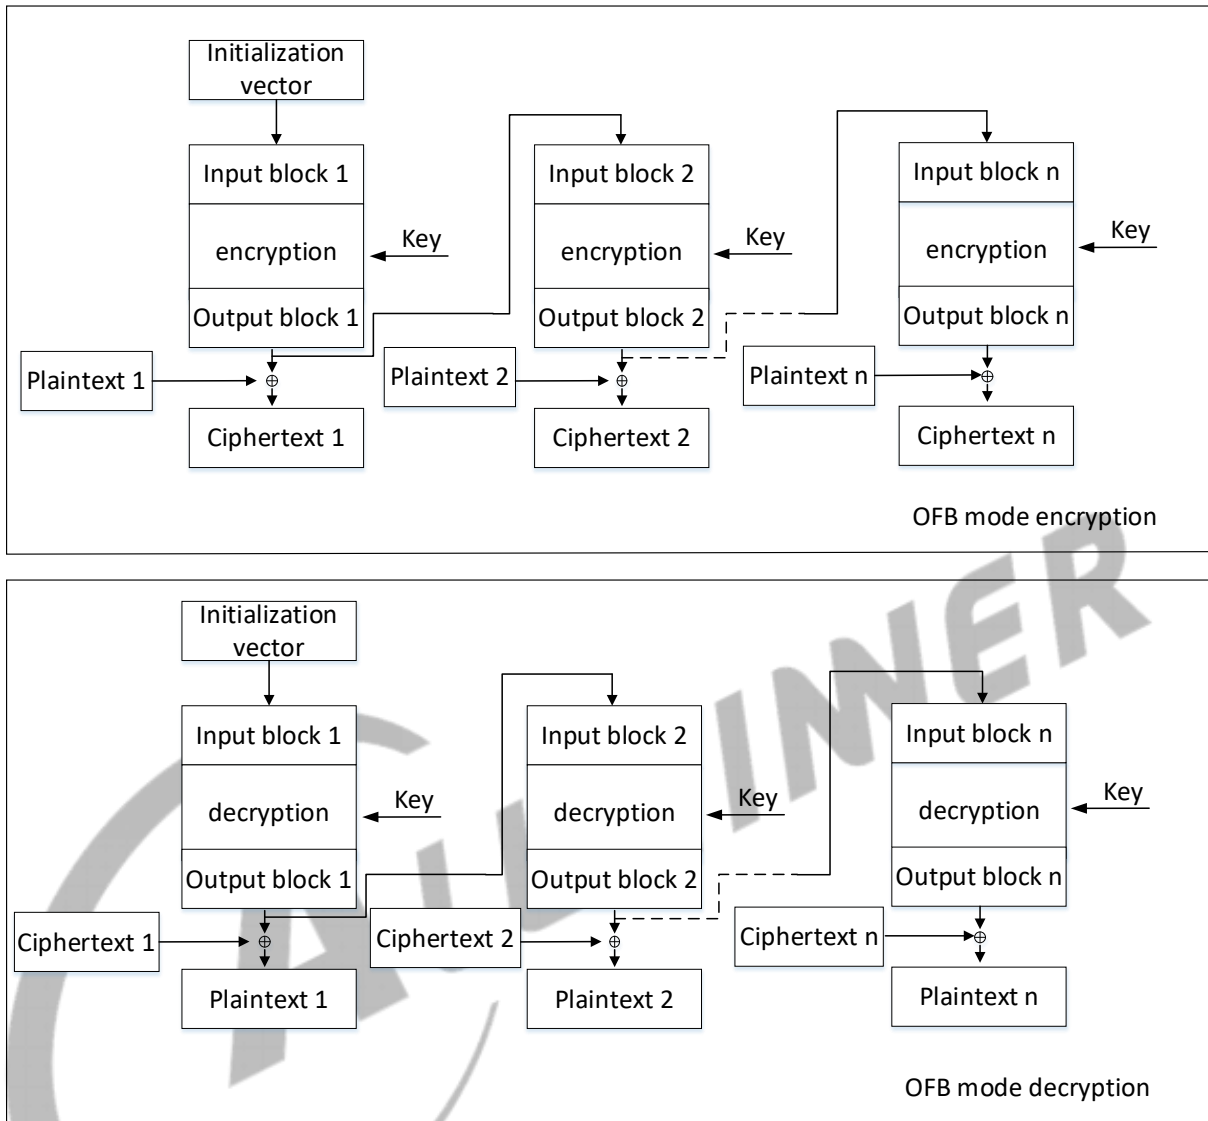 Initialization
vector
Input block 1
Input block 2
Input block n
encryption
Key
encryption
Key
encryption
Key
Output block 1
Output block 2
Output block n
Plaintext 1
Plaintext 2
Plaintext n
Ciphertext 1
Ciphertext 2
Ciphertext n
OFB mode encryption
Initialization
vector
Input block 1
Input block 2
Input block n
decryption
Key
decryption
Key
decryption
Key
Output block 1
Output block 2
Output block n
Ciphertext 1
Ciphertext 2
Ciphertext n
Plaintext 1
Plaintext 2
Plaintext n
OFB mode decryption
ALLWINNER